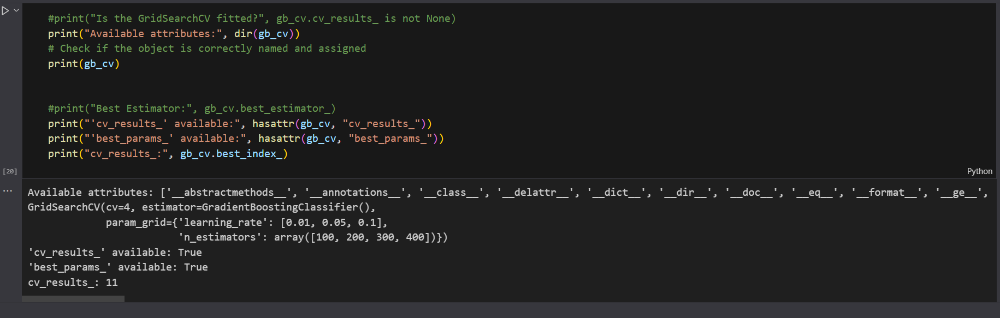 #print("Is the GridSearchCV fitted?", gb_cv.cv_results_ is not None)
print("Available attributes:", dir(gb_cv))
# Check if the object is correctly named and assigned
print(gb_cv)
#print("Best Estimator:", gb_cv.best_estimator_)
print("'cv_results_' available:", hasattr(gb_cv, "cv_results_"))
print("'best_params_' available:", hasattr(gb_cv, "best_params_"))
print("cv_results_:", gb_cv.best_index_)
[20]
Python
...
Available attributes: ['__abstractmethods__', '__annotations__', '__class__', '__delattr__', '__dict__', '__dir__', '__doc__', '__eq__', '__format__', '__ge__',
GridSearchCV(cv=4, estimator=GradientBoostingClassifier(),
param_grid={'learning_rate': [0.01, 0.05, 0.1],
'n_estimators': array([100, 200, 300, 400])})
'cv_results_' available: True
'best_params_' available: True
cv_results_: 11